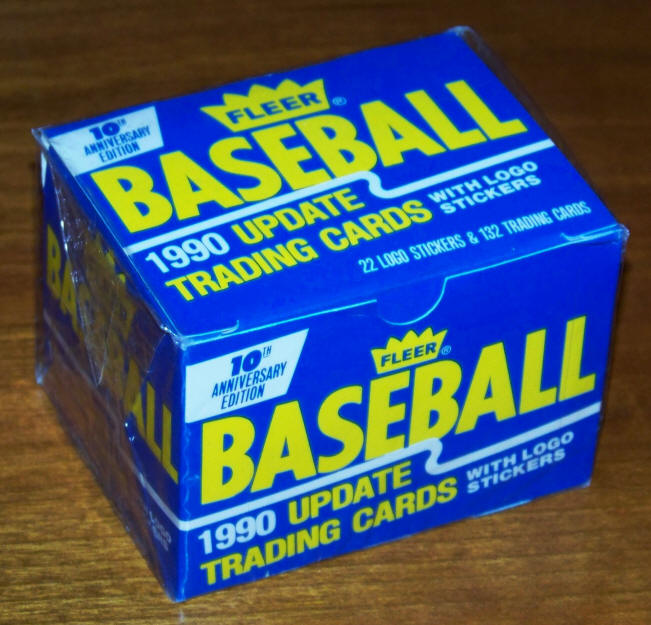 10TH
ANNIVERSARY
EDITION
FLEER®
BASEBALL
1990 UPDATE
TRADING CARDS
WITH LOGO
STICKERS
22 LOGO STICKERS & 132 TRADING CARDS
10TH
ANNIVERSARY
EDITION
FLEER®
BASEBALL
1990 UPDATE
TRADING CARDS
WITH LOGO
STICKERS
BASEBALL